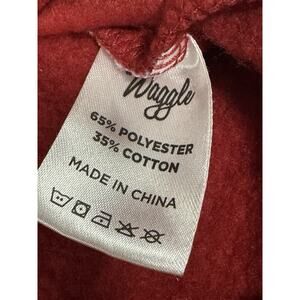 Waggle
65% POLYESTER
35% COTTON
MADE IN CHINA